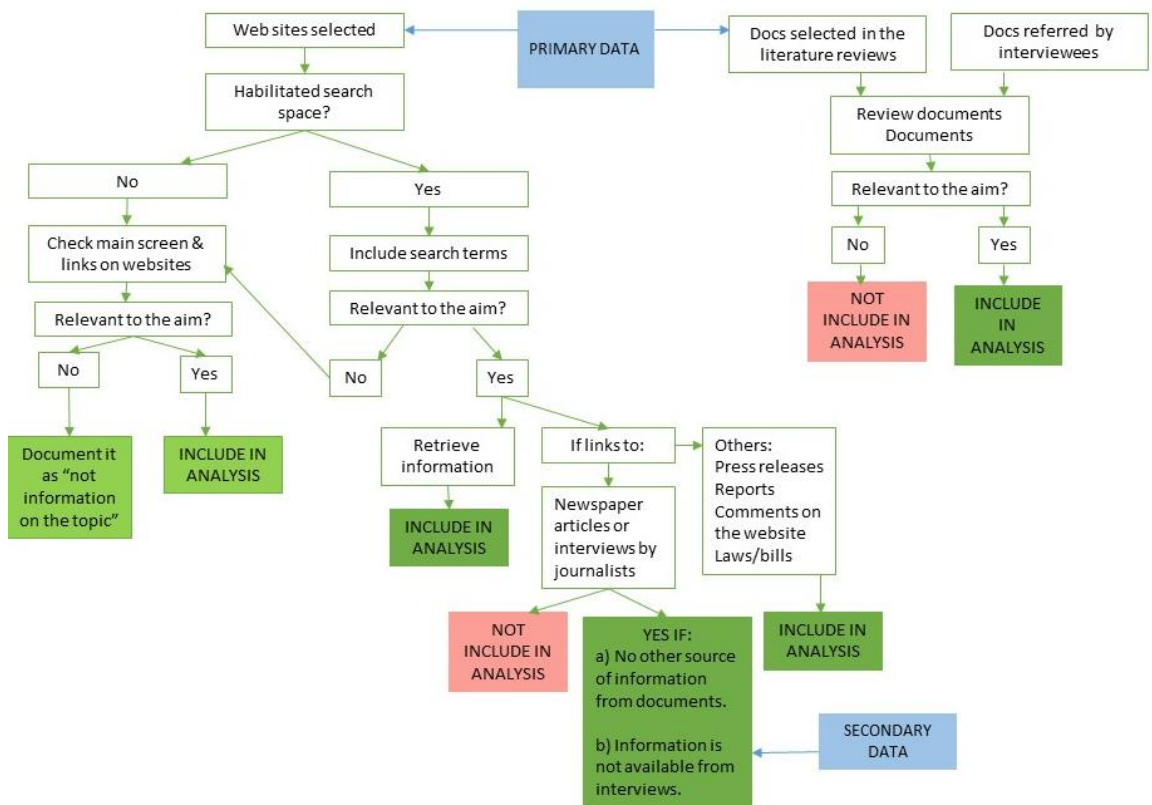 Web sites selected
PRIMARY DATA
Docs selected in the
literature reviews
Docs referred by
interviewees
Habilitated search
space?
Review documents
Documents
No
Yes
Relevant to the aim?
Check main screen &
links on websites
Include search terms
No
Yes
Relevant to the aim?
Relevant to the aim?
NOT
INCLUDE IN
ANALYSIS
INCLUDE
IN
ANALYSIS
No
Yes
No
Yes
Document it
as “not
information
on the topic”
INCLUDE IN
ANALYSIS
Retrieve
information
If links to:
Others:
Press releases
Reports
Comments on
the website
Laws/bills
INCLUDE IN
ANALYSIS
Newspaper
articles or
interviews by
journalists
NOT
INCLUDE IN
ANALYSIS
YES IF:
a) No other source
of information
from documents.
b) Information is
not available from
interviews.
INCLUDE IN
ANALYSIS
SECONDARY
DATA